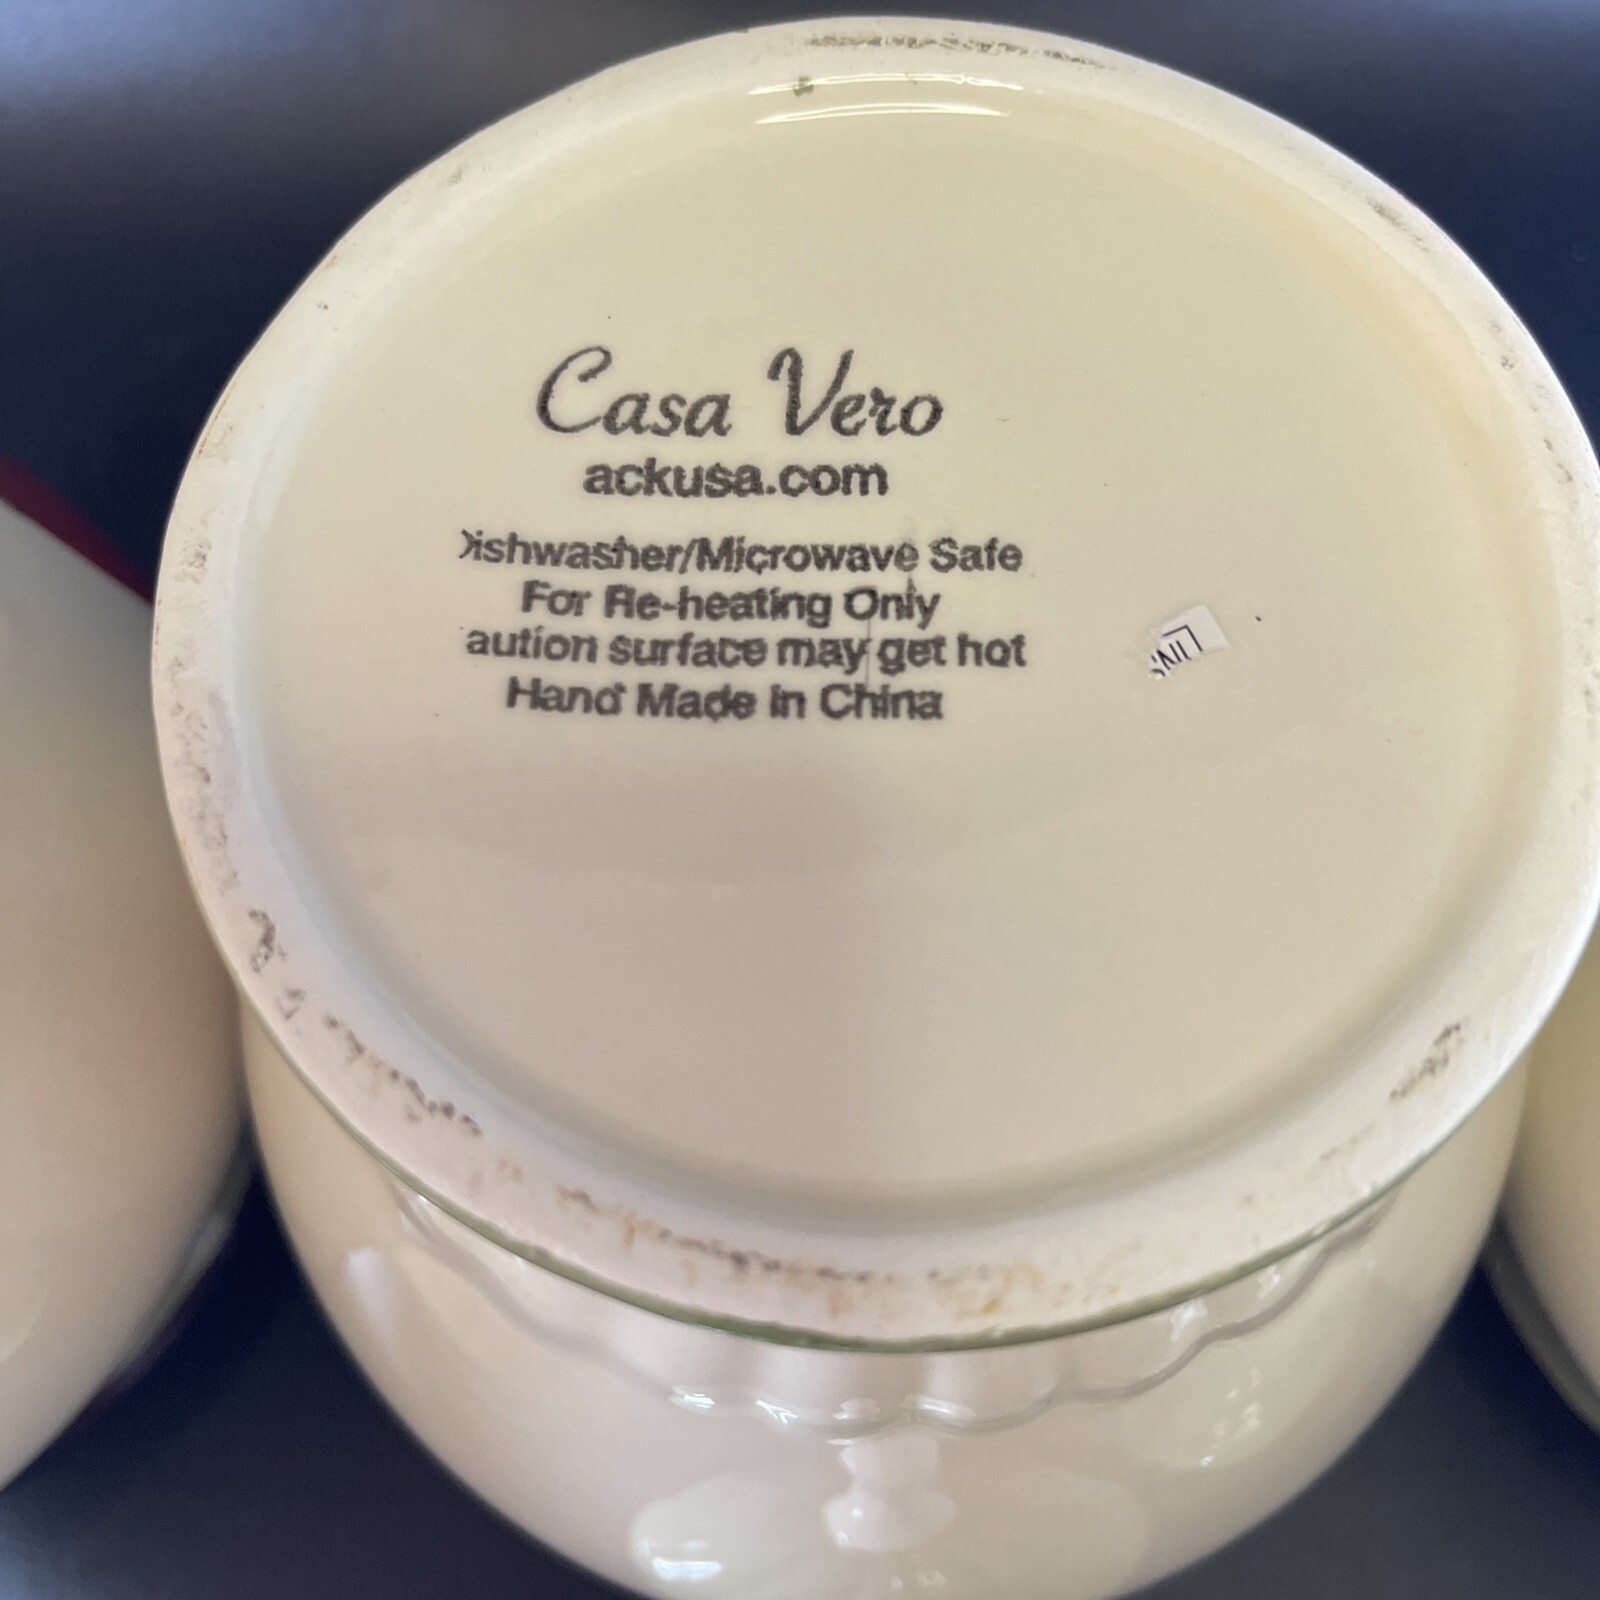 Casa Vero
ackusa.com
ishwasher/Microwave Safe
For Re-heating Only
aution surface may get hot
Hand Made In China